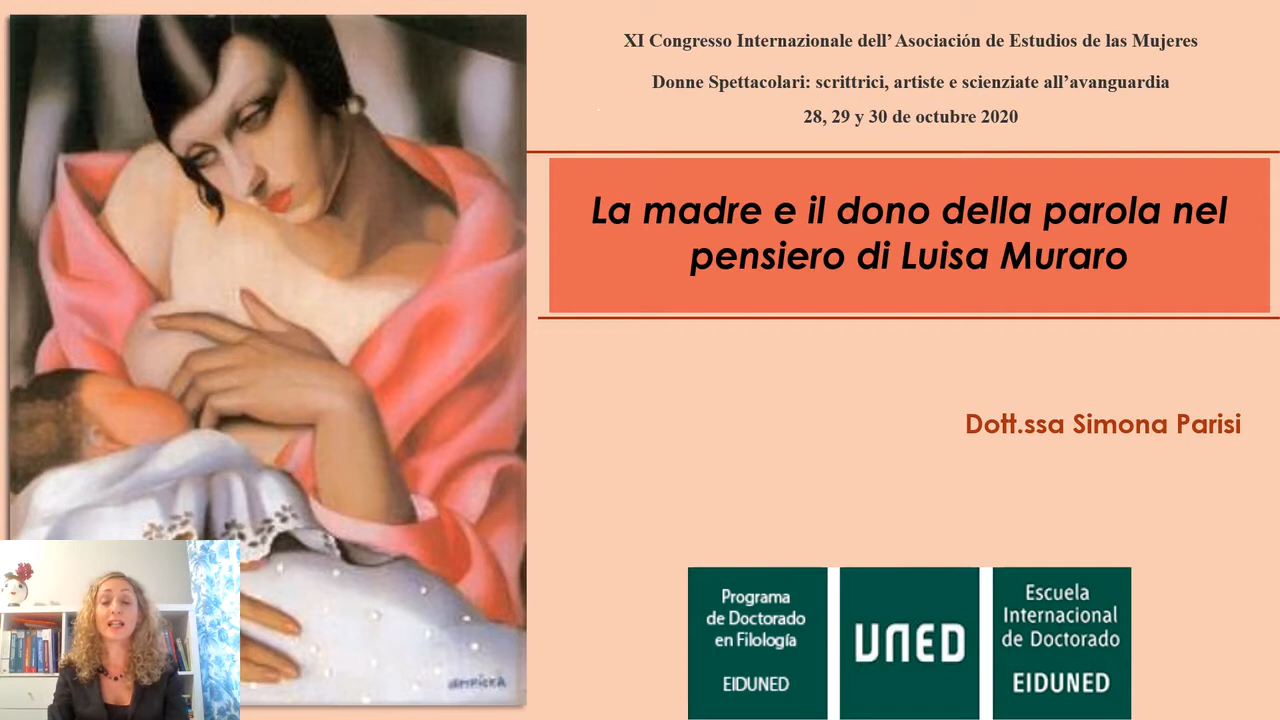 XI Congresso Internazionale dell’ Asociación de Estudios de las Mujeres
Donne Spettacolari: scrittrici, artiste e scienziate all’avanguardia
28, 29 y 30 de octubre 2020
La madre e il dono della parola nel
pensiero di Luisa Muraro
Dott.ssa Simona Parisi
Programa
de Doctorado
en Filología
EIDUNED
UNED
Escuela
Internacional
de Doctorado
EIDUNED